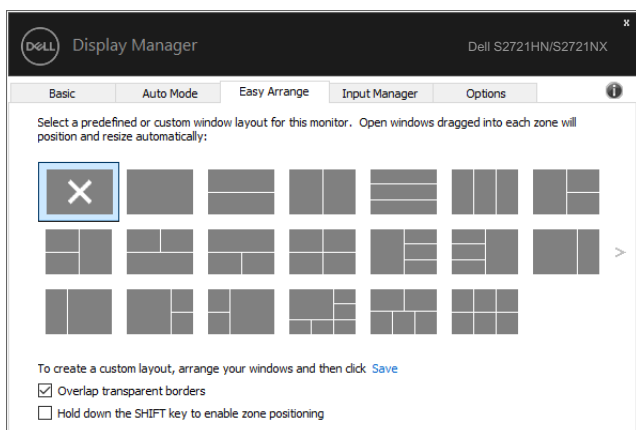 DELL Display Manager Dell S2721HN/S2721NX x
Basic Auto Mode Easy Arrange Input Manager Options i
Select a predefined or custom window layout for this monitor. Open windows dragged into each zone will
position and resize automatically:
>
To create a custom layout, arrange your windows and then click Save
Overlap transparent borders
Hold down the SHIFT key to enable zone positioning